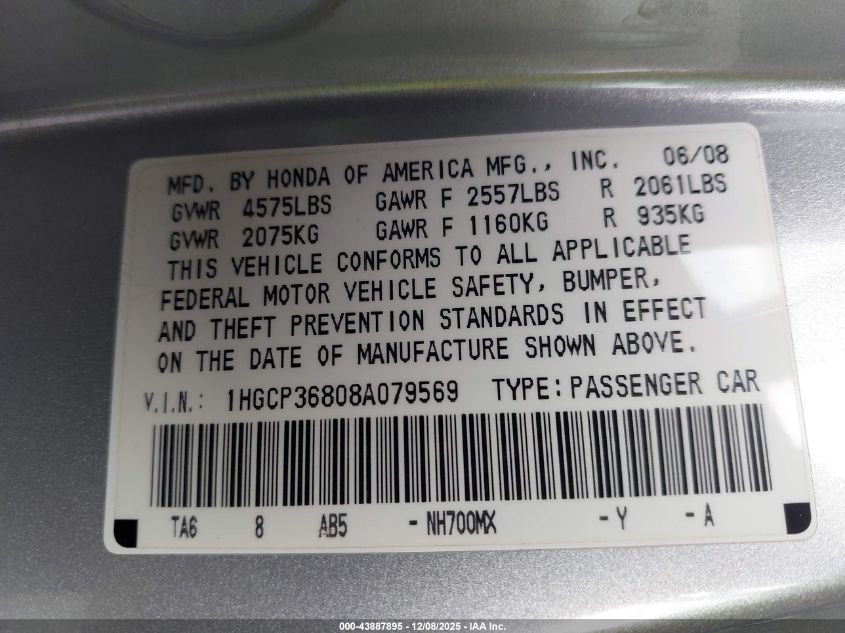 MFD. BY HONDA OF AMERICA MFG., INC. 06/08
GVWR 4575LBS GAWR F 2557LBS R 2061LBS
GVWR 2075KG GAWR F 1160KG R 935KG
THIS VEHICLE CONFORMS TO ALL APPLICABLE
FEDERAL MOTOR VEHICLE SAFETY, BUMPER,
AND THEFT PREVENTION STANDARDS IN EFFECT
ON THE DATE OF MANUFACTURE SHOWN ABOVE.
V.I.N.: 1HGCP36808A079569 TYPE: PASSENGER CAR
TA6 8 AB5 - NH700MX - Y - A
000-43887895 - 12/08/2025 - IAA Inc.